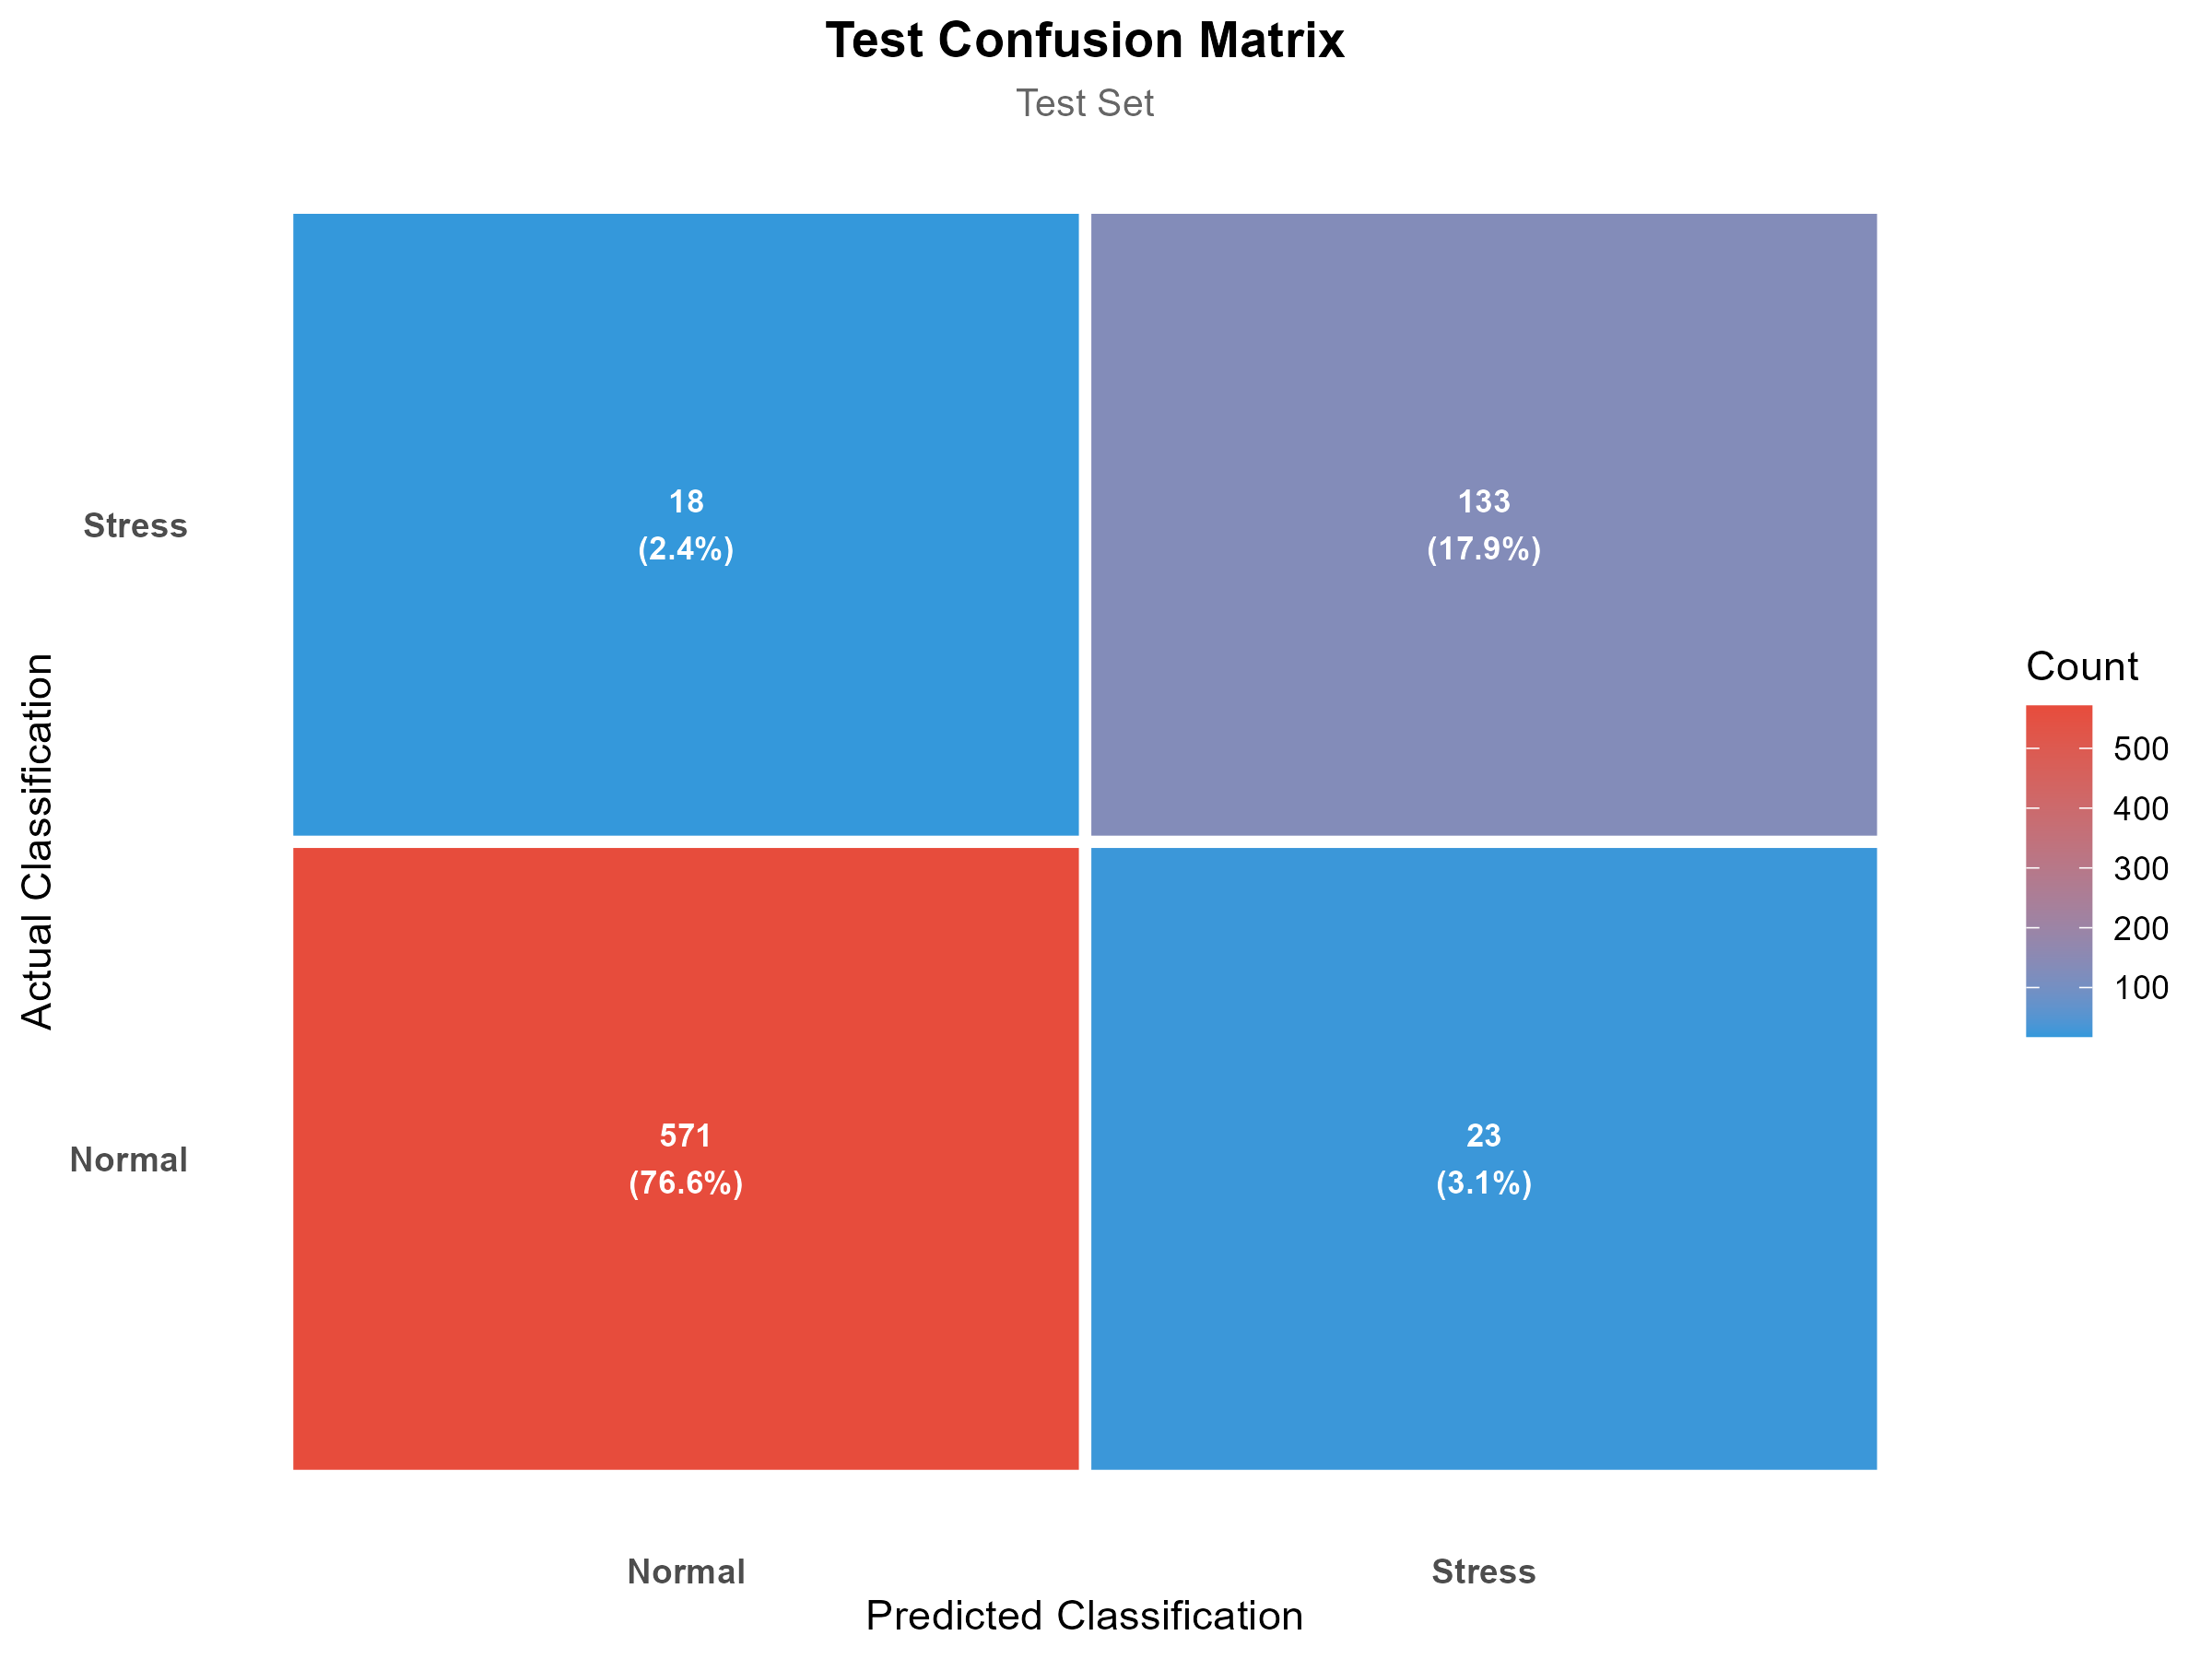 Test Confusion Matrix
Test Set
Actual Classification
Stress
Normal
18
(2.4%)
133
(17.9%)
571
(76.6%)
23
(3.1%)
Normal
Stress
Predicted Classification
Count
500
400
300
200
100